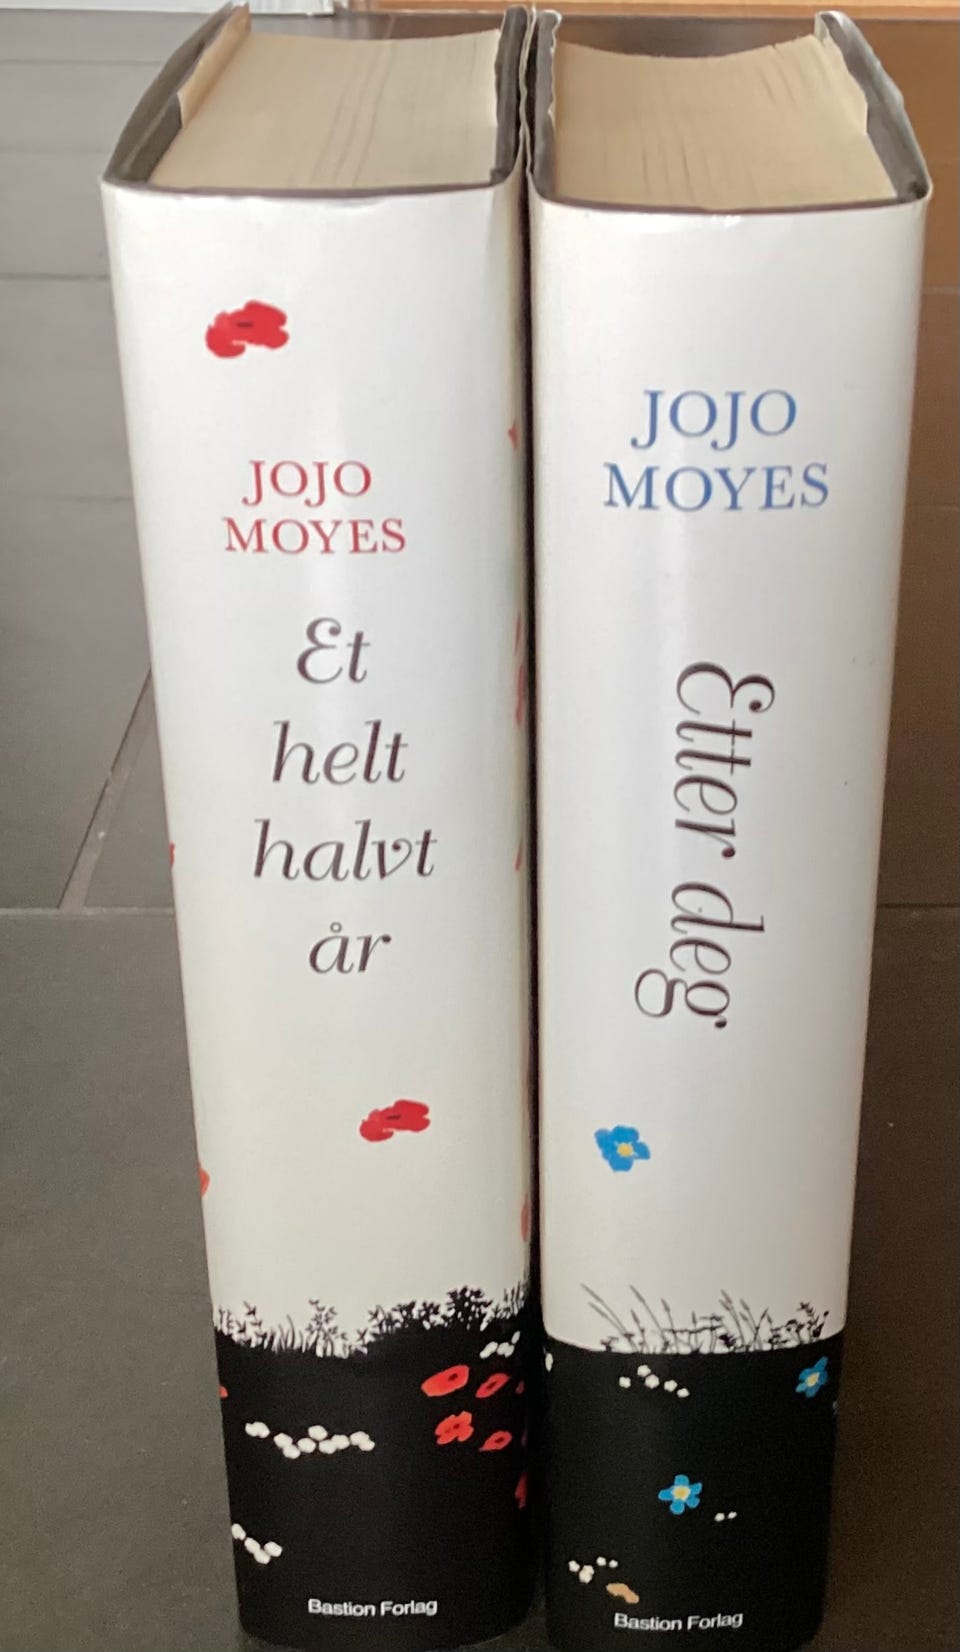 JOJO
MOYES
Et
helt
halvt
år
Bastion Forlag
JOJO
MOYES
Etter deg
Bastion Forlag